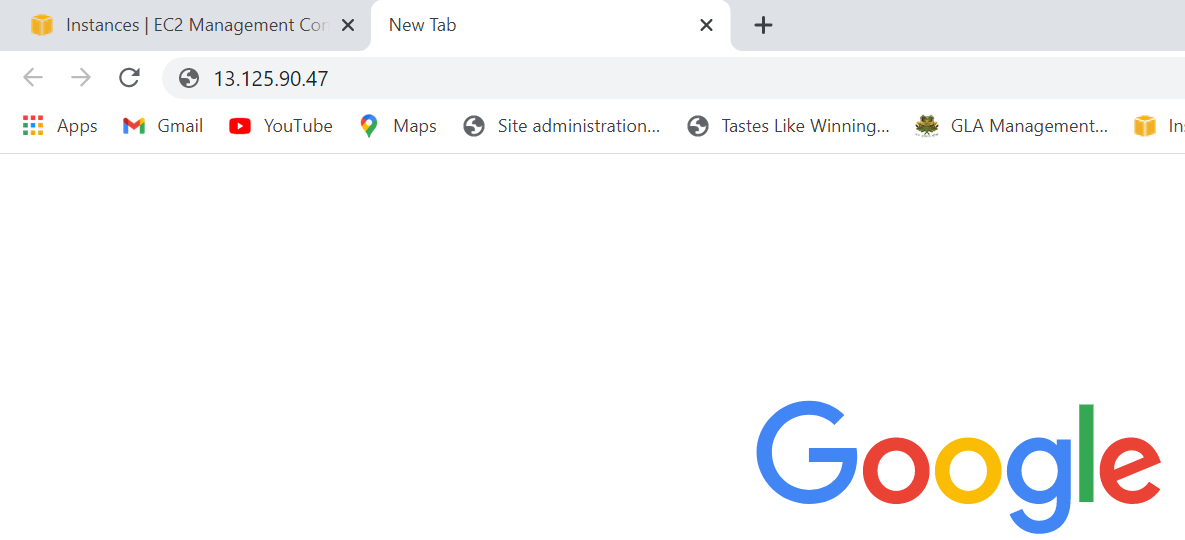 Instances | EC2 Management Con
New Tab
13.125.90.47
Apps Gmail YouTube Maps Site administration... Tastes Like Winning... GLA Management... Ins
Google